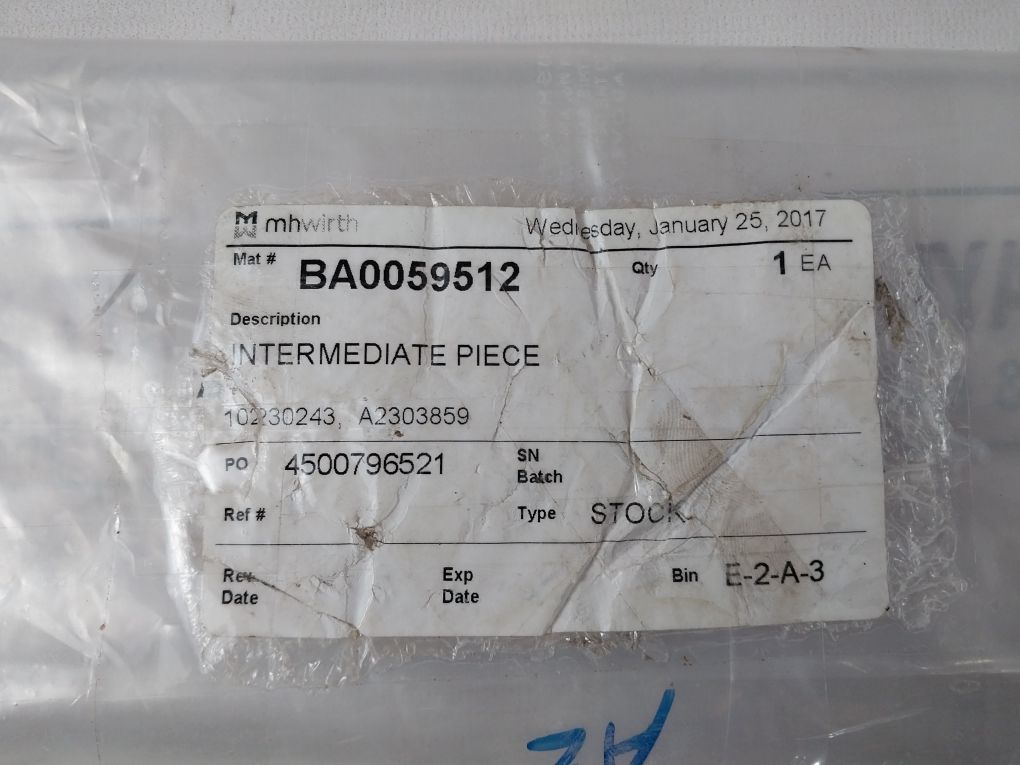 mhwirth Wednesday, January 25, 2017
Mat # BA0059512 Qty 1 EA
Description
INTERMEDIATE PIECE
10230243, A2303859
PO 4500796521 SN
Batch
Ref # Type STOCK
Rev Exp Bin E-2-A-3
Date Date